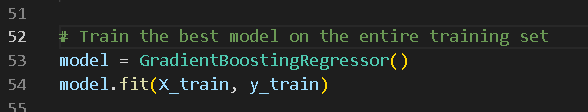 51
52 # Train the best model on the entire training set
53 model = GradientBoostingRegressor()
54 model.fit(X_train, y_train)
55